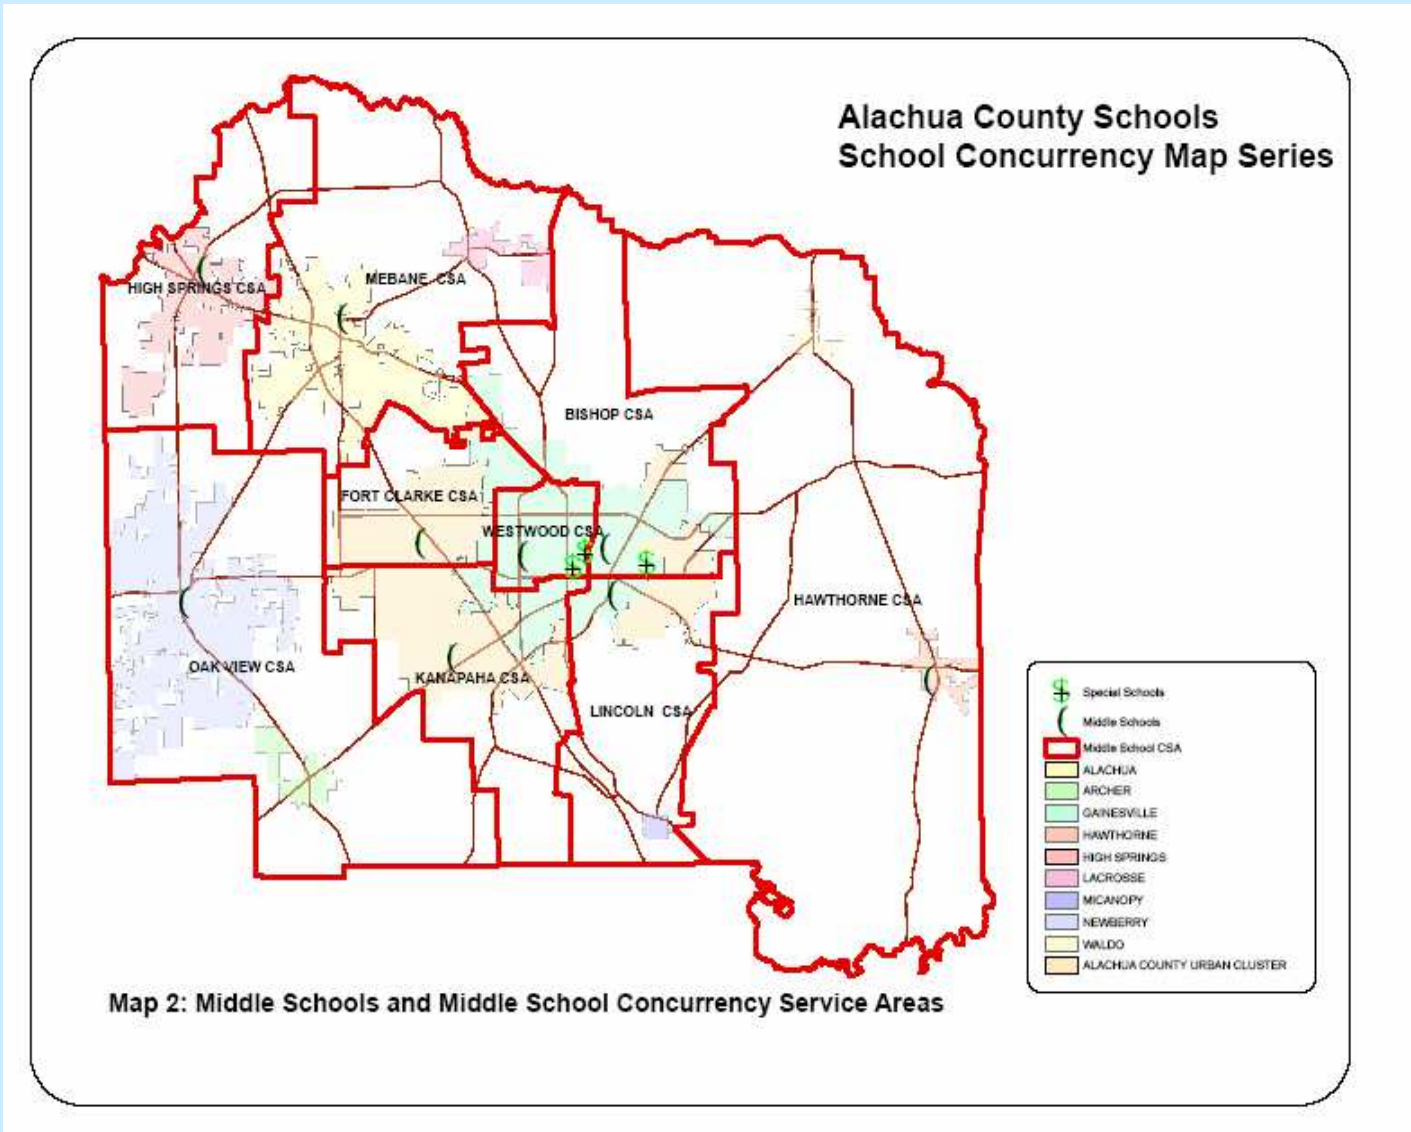 Alachua County Schools
School Concurrency Map Series
MEBANE CSA
HIGH SPRINGS CSA
BISHOP CSA
FORT CLARKE CSA
WESTWOOD CSA
HAWTHORNE CSA
OAK VIEW CSA
KANAPAHA CSA
LINCOLN CSA
Special Schools
Middle Schools
Middle School CSA
ALACHUA
ARCHER
GAINESVILLE
HAWTHORNE
HIGH SPRINGS
LACROSSE
MICANOPY
NEWBERRY
WALDO
ALACHUA COUNTY URBAN CLUSTER
Map 2: Middle Schools and Middle School Concurrency Service Areas